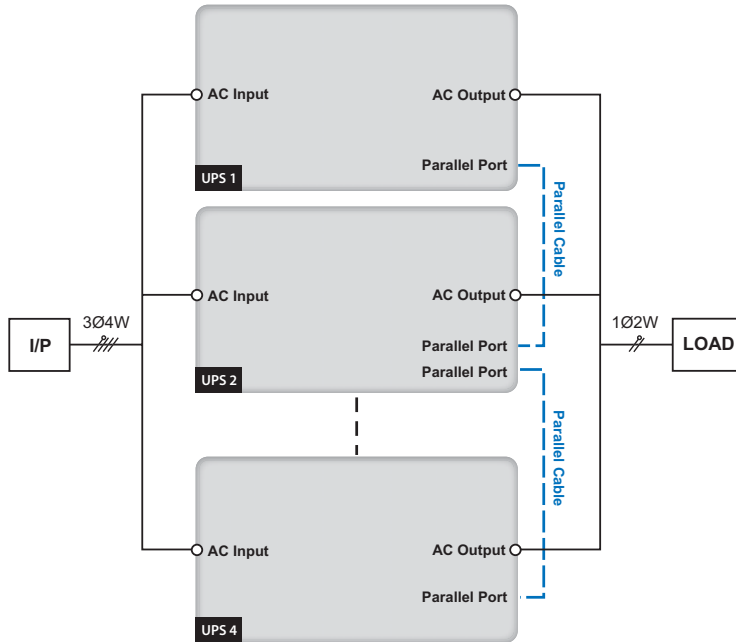 AC Input
AC Output
Parallel Port
UPS 1
Parallel Cable
AC Input
AC Output
Parallel Port
Parallel Port
UPS 2
I/P
3Ø4W
1Ø2W
LOAD
Parallel Cable
AC Input
AC Output
Parallel Port
UPS 4